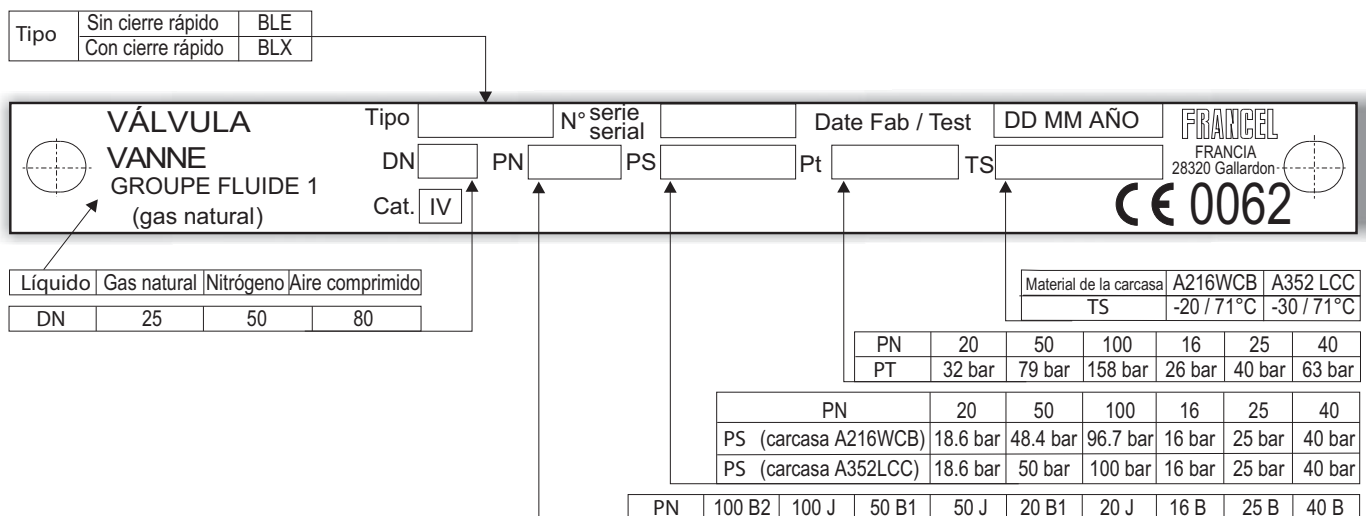 Tipo Sin cierre rápido BLE
Con cierre rápido BLX
VÁLVULA Tipo N° serie serial Date Fab / Test DD MM AÑO FRANCEL
VANNE DN PN PS Pt TS FRANCIA
28320 Gallardon
GROUPE FLUIDE 1
(gas natural) Cat. IV CE 0062
Líquido Gas natural Nitrógeno Aire comprimido
DN 25 50 80
Material de la carcasa A216WCB A352 LCC
TS -20 / 71°C -30 / 71°C
PN 20 50 100 16 25 40
PT 32 bar 79 bar 158 bar 26 bar 40 bar 63 bar
PN 20 50 100 16 25 40
PS (carcasa A216WCB) 18.6 bar 48.4 bar 96.7 bar 16 bar 25 bar 40 bar
PS (carcasa A352LCC) 18.6 bar 50 bar 100 bar 16 bar 25 bar 40 bar
PN 100 B2 100 J 50 B1 50 J 20 B1 20 J 16 B 25 B 40 B